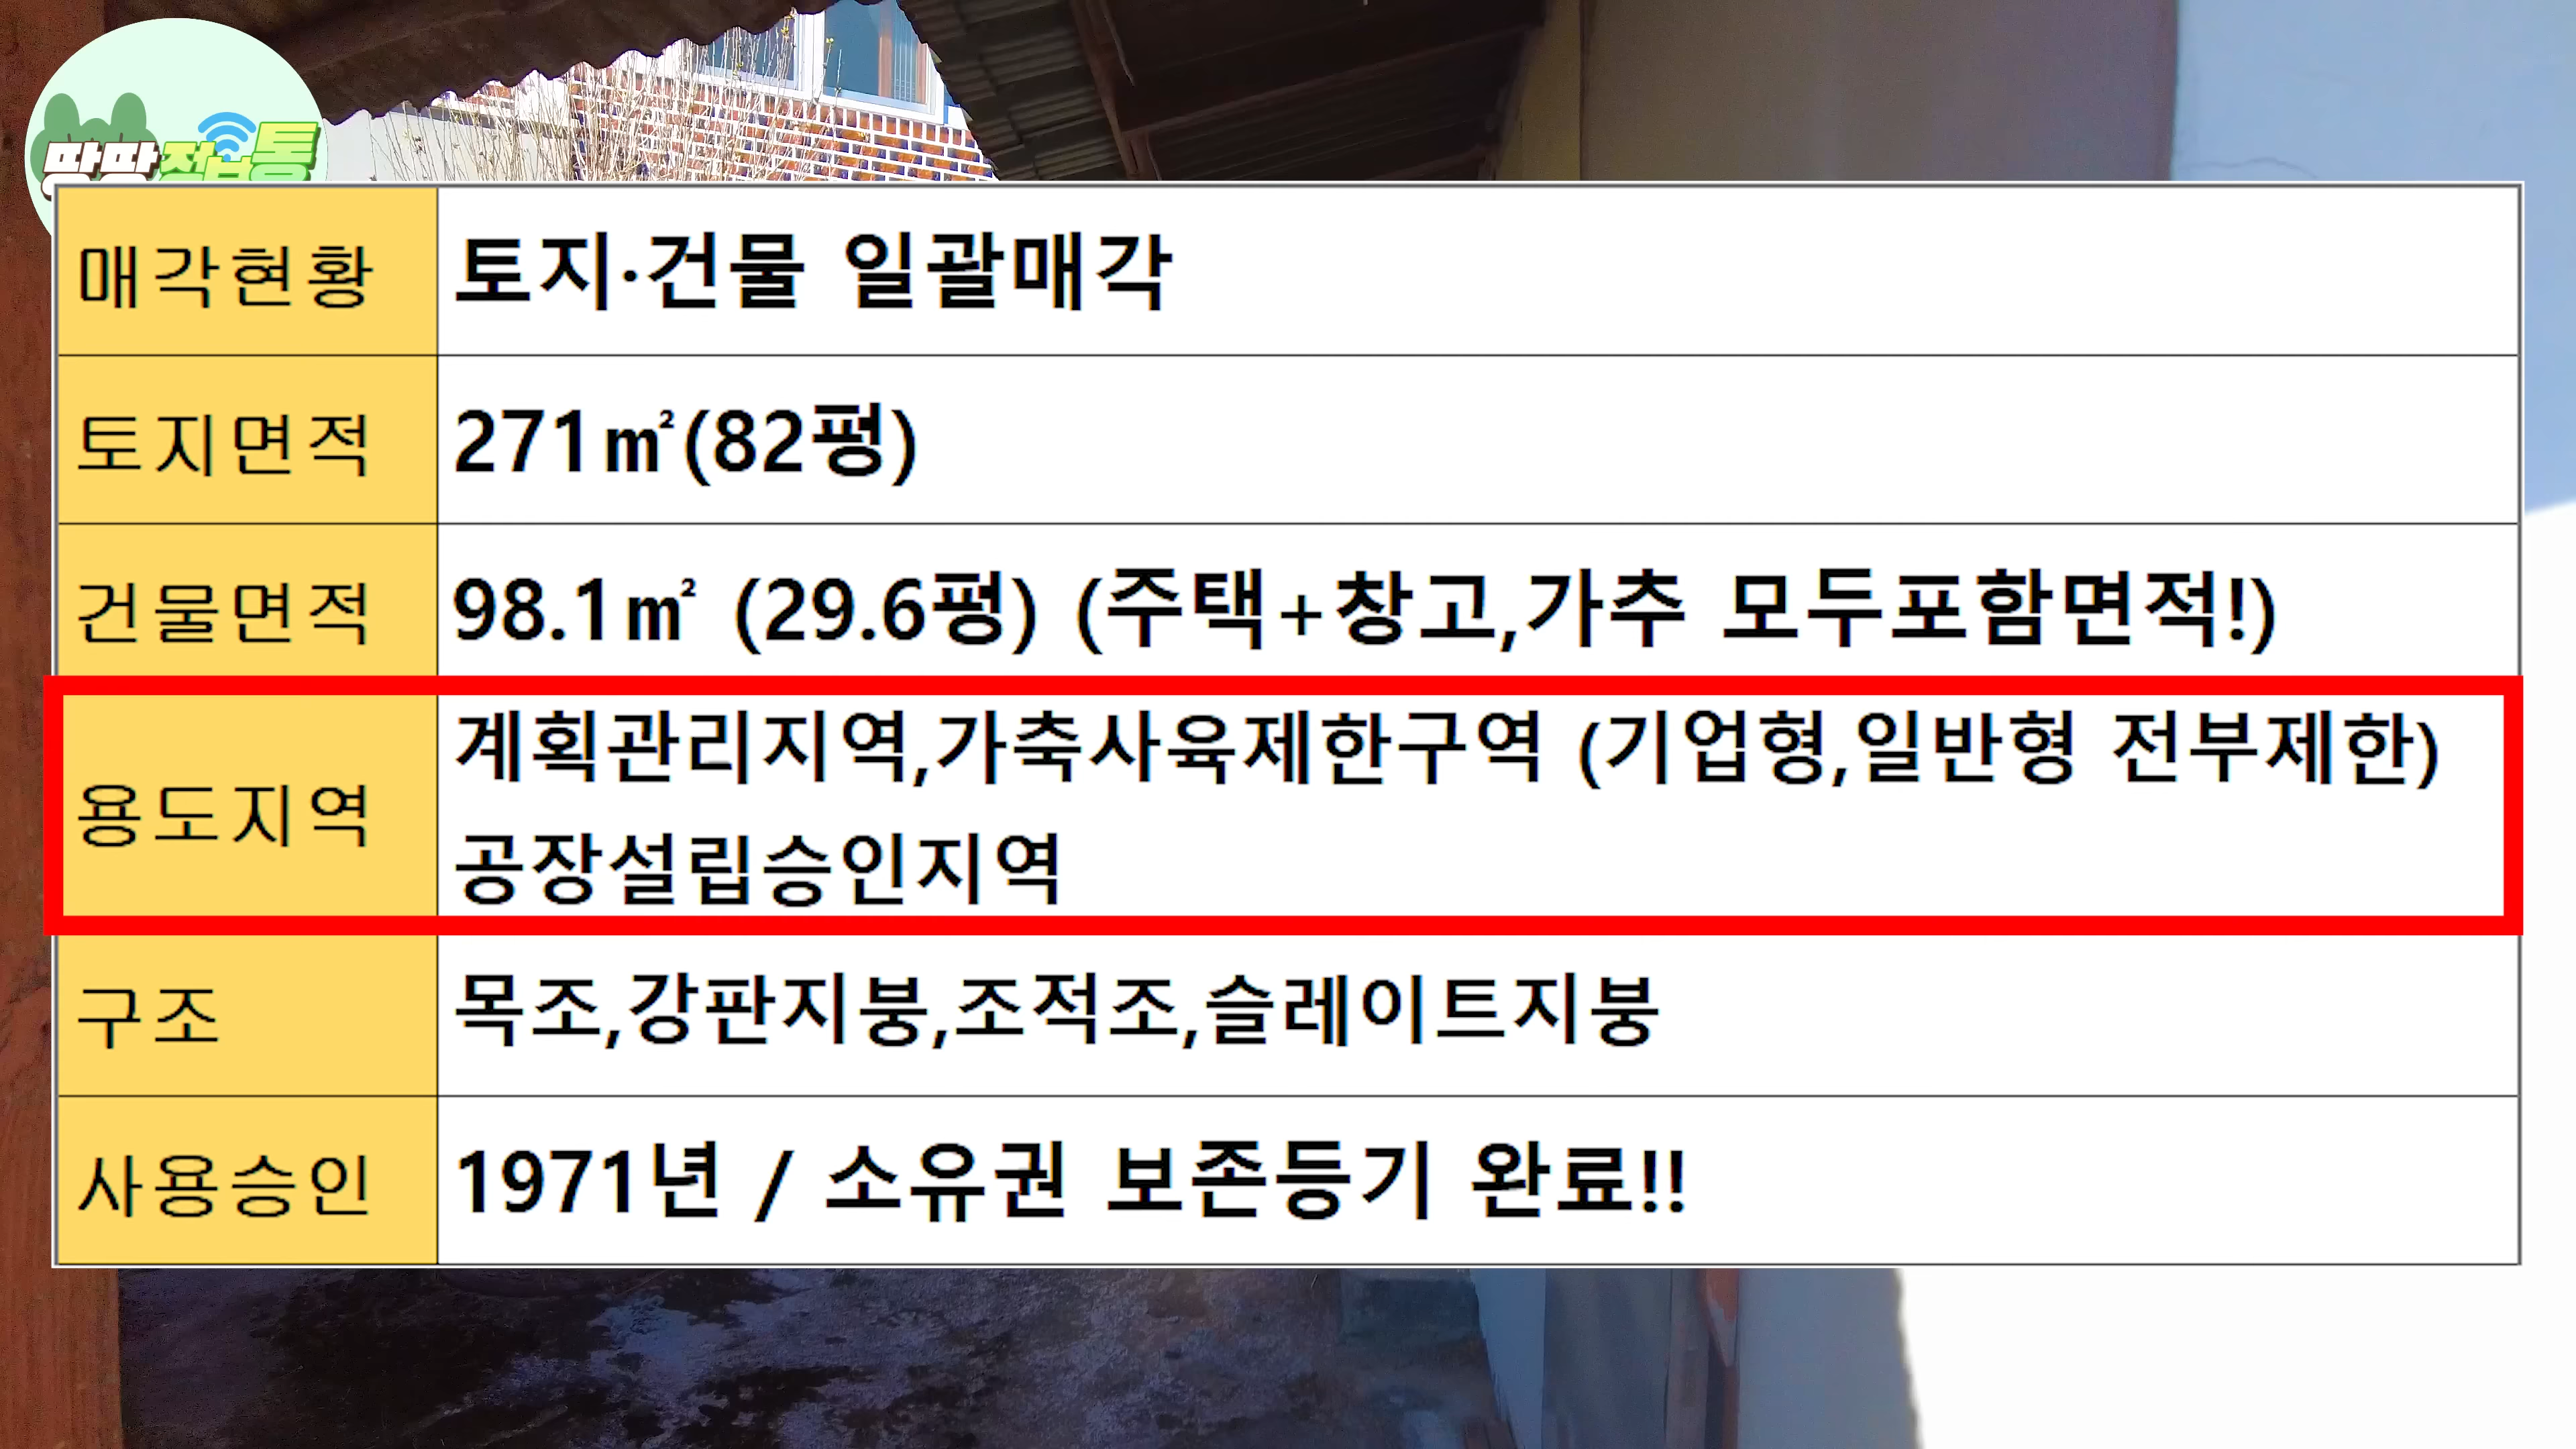 땅땅정보통
매각현황 토지·건물 일괄매각
토지면적 271㎡(82평)
건물면적 98.1㎡ (29.6평) (주택+창고,가추 모두포함면적!)
용도지역 계획관리지역,가축사육제한구역 (기업형,일반형 전부제한)
공장설립승인지역
구조 목조,강판지붕,조적조,슬레이트지붕
사용승인 1971년 / 소유권 보존등기 완료!!